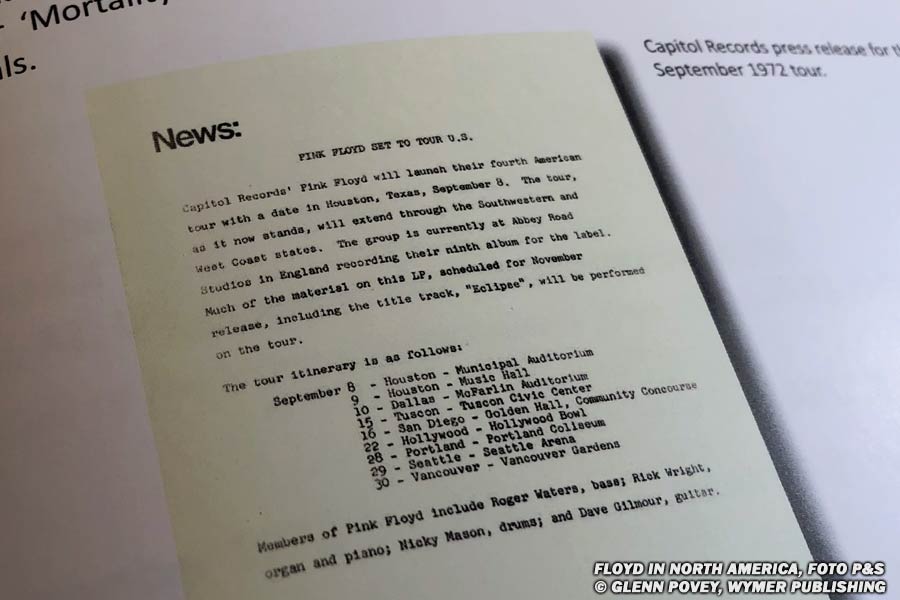 - 'Mortality
ls.
Capitol Records press release for th
September 1972 tour.
News:
PINK FLOYD SET TO TOUR U.S.
Capitol Records' Pink Floyd will launch their fourth American
tour with a date in Houston, Texas, September 8. The tour,
as it now stands, will extend through the Southwestern and
West Coast states. The group is currently at Abbey Road
Studios in England recording their ninth album for the label.
Much of the material on this LP, scheduled for November
release, including the title track, "Eclipse", will be performed
on the tour.
The tour itinerary is as follows:
September 8 - Houston - Municipal Auditorium
9 - Houston - Music Hall
10 - Dallas - McFarlin Auditorium
15 - Tuscon - Tuscon Civic Center
16 - San Diego - Golden Hall, Community Concourse
22 - Hollywood - Hollywood Bowl
28 - Portland - Portland Coliseum
29 - Seattle - Seattle Arena
30 - Vancouver - Vancouver Gardens
Members of Pink Floyd include Roger Waters, base; Rick Wright,
organ and piano; Nicky Mason, drums; and Dave Gilmour, guitar.
FLOYD IN NORTH AMERICA, FOTO P&S
© GLENN POVEY, WYMER PUBLISHING